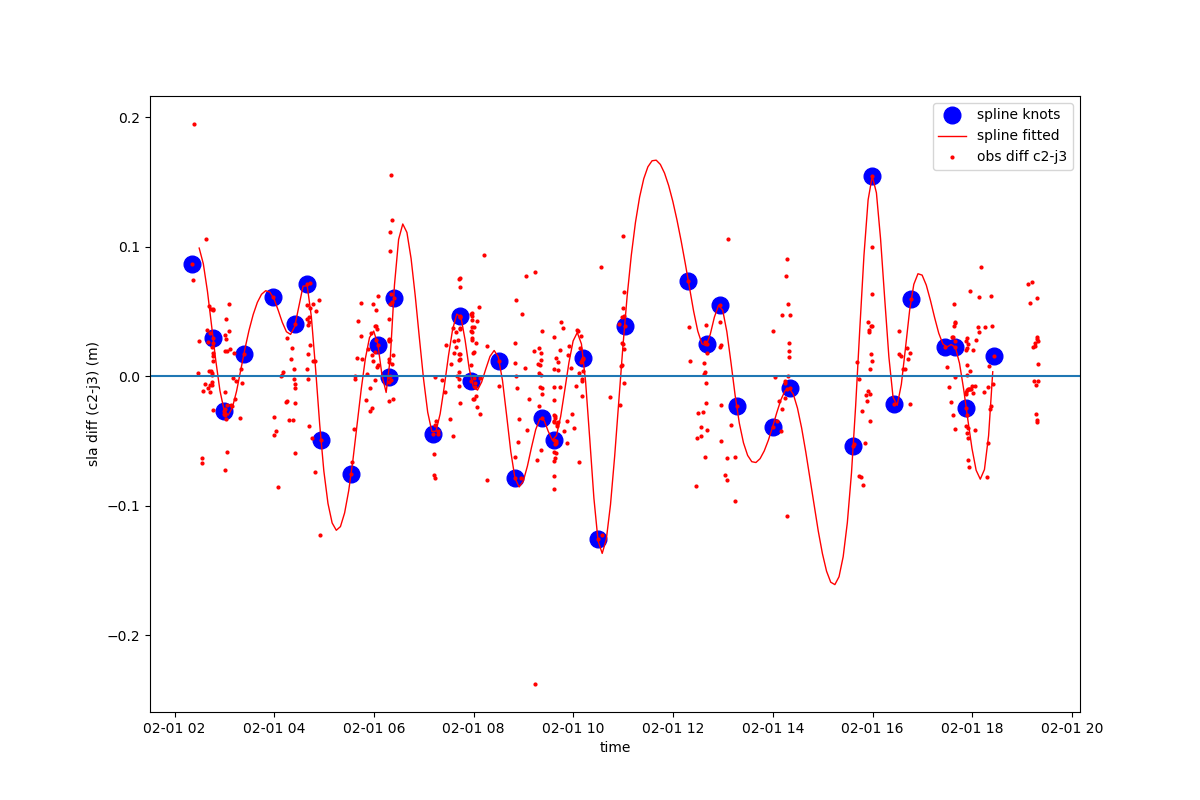 spline knots
spline fitted
obs diff c2-j3
0.2
0.1
0.0
−0.1
−0.2
sla diff (c2-j3) (m)
02-01 02 02-01 04 02-01 06 02-01 08 02-01 10 02-01 12 02-01 14 02-01 16 02-01 18 02-01 20
time